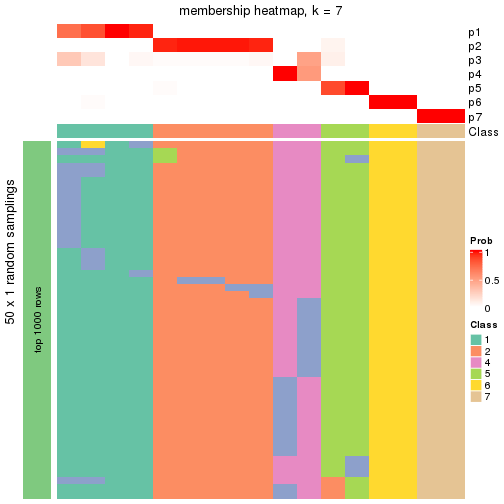 membership heatmap, k = 7
p1
p2
p3
p4
p5
p6
p7
Class
50 x 1 random samplings
top 1000 rows
Prob
1
0.5
0
Class
1
2
4
5
6
7